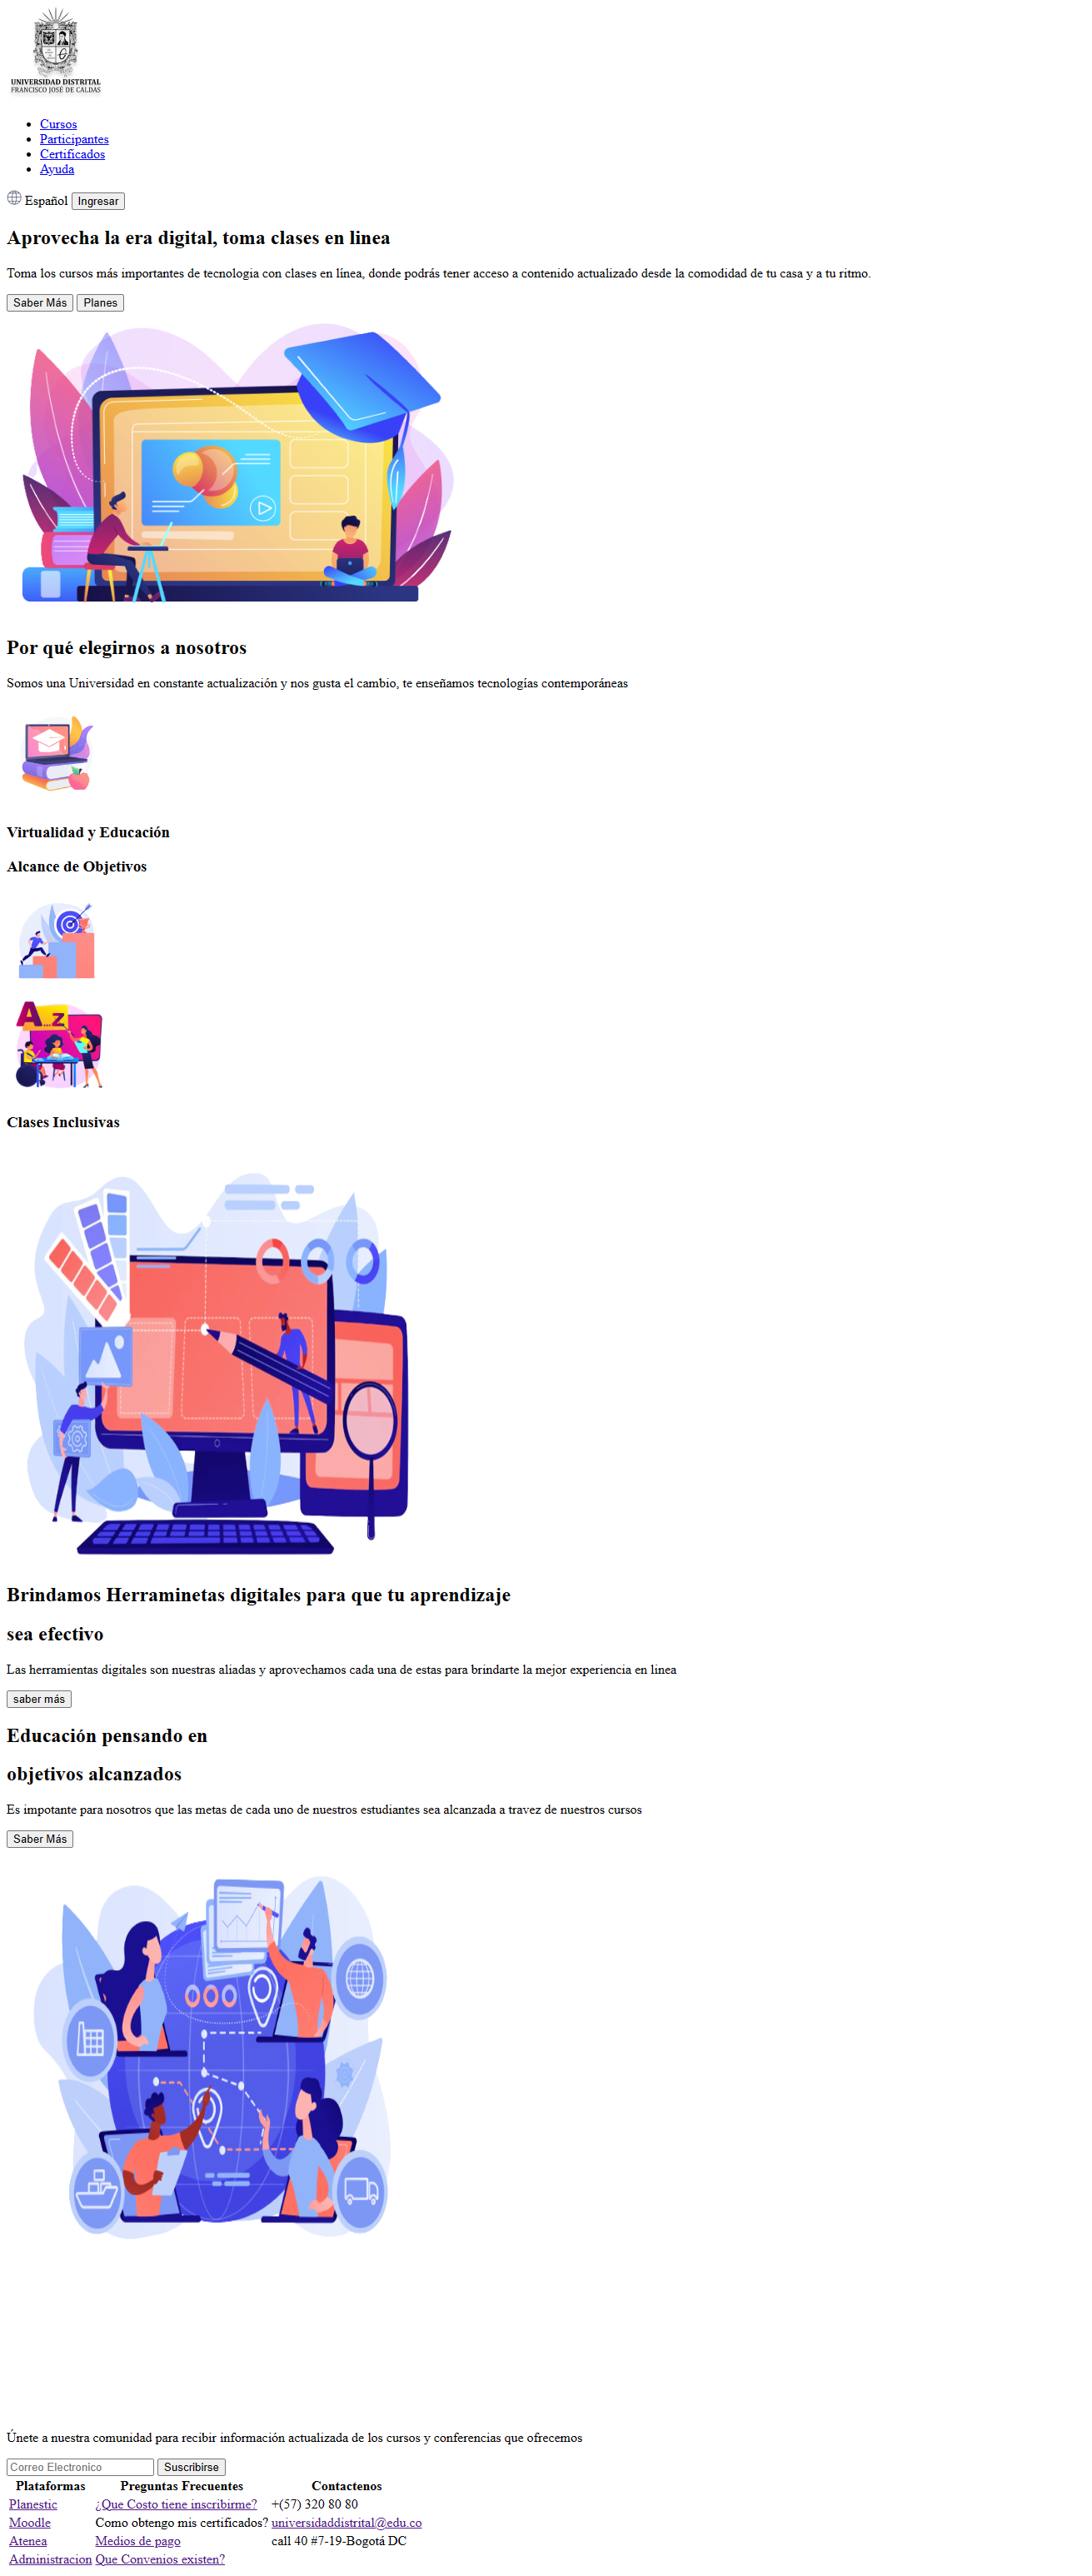 UNIVERSIDAD DISTRITAL
FRANCISCO JOSÉ DE CALDAS
Cursos
Participantes
Certificados
Ayuda
Español Ingresar
Aprovecha la era digital, toma clases en linea
Toma los cursos más importantes de tecnologia con clases en línea, donde podrás tener acceso a contenido actualizado desde la comodidad de tu casa y a tu ritmo.
Saber Más Planes
Por qué elegirnos a nosotros
Somos una Universidad en constante actualización y nos gusta el cambio, te enseñamos tecnologías contemporáneas
Virtualidad y Educación
Alcance de Objetivos
A...z
Clases Inclusivas
Brindamos Herraminetas digitales para que tu aprendizaje
sea efectivo
Las herramientas digitales son nuestras aliadas y aprovechamos cada una de estas para brindarte la mejor experiencia en linea
saber más
Educación pensando en
objetivos alcanzados
Es impotante para nosotros que las metas de cada uno de nuestros estudiantes sea alcanzada a travez de nuestros cursos
Saber Más
Únete a nuestra comunidad para recibir información actualizada de los cursos y conferencias que ofrecemos
Correo Electronico Suscribirse
Plataformas Preguntas Frecuentes Contactenos
Planestic ¿Que Costo tiene inscribirme? +(57) 320 80 80
Moodle Como obtengo mis certificados? universidaddistrital@edu.co
Atenea Medios de pago call 40 #7-19-Bogotá DC
Administracion Que Convenios existen?